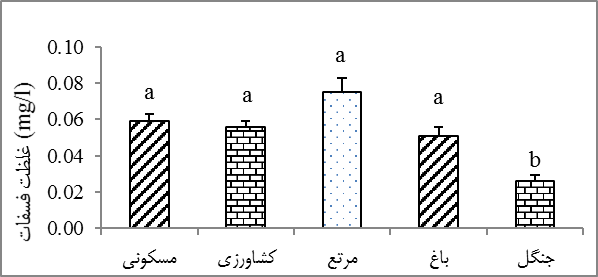 غلظت فسفات (mg/l)
0.10
0.08
0.06
0.04
0.02
0.00
a
a
a
a
b
مسکونی
کشاورزی
مرتع
باغ
جنگل